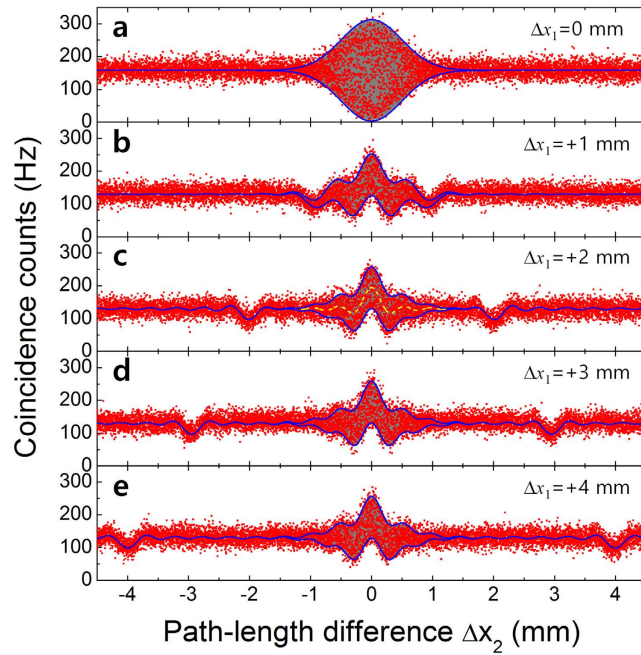 a
Δx₁=0 mm
300
200
100
0
b
Δx₁=+1 mm
300
200
100
0
c
Δx₁=+2 mm
300
200
100
0
d
Δx₁=+3 mm
300
200
100
0
e
Δx₁=+4 mm
300
200
100
0
-4 -3 -2 -1 0 1 2 3 4
Coincidence counts (Hz)
Path-length difference Δx₂ (mm)